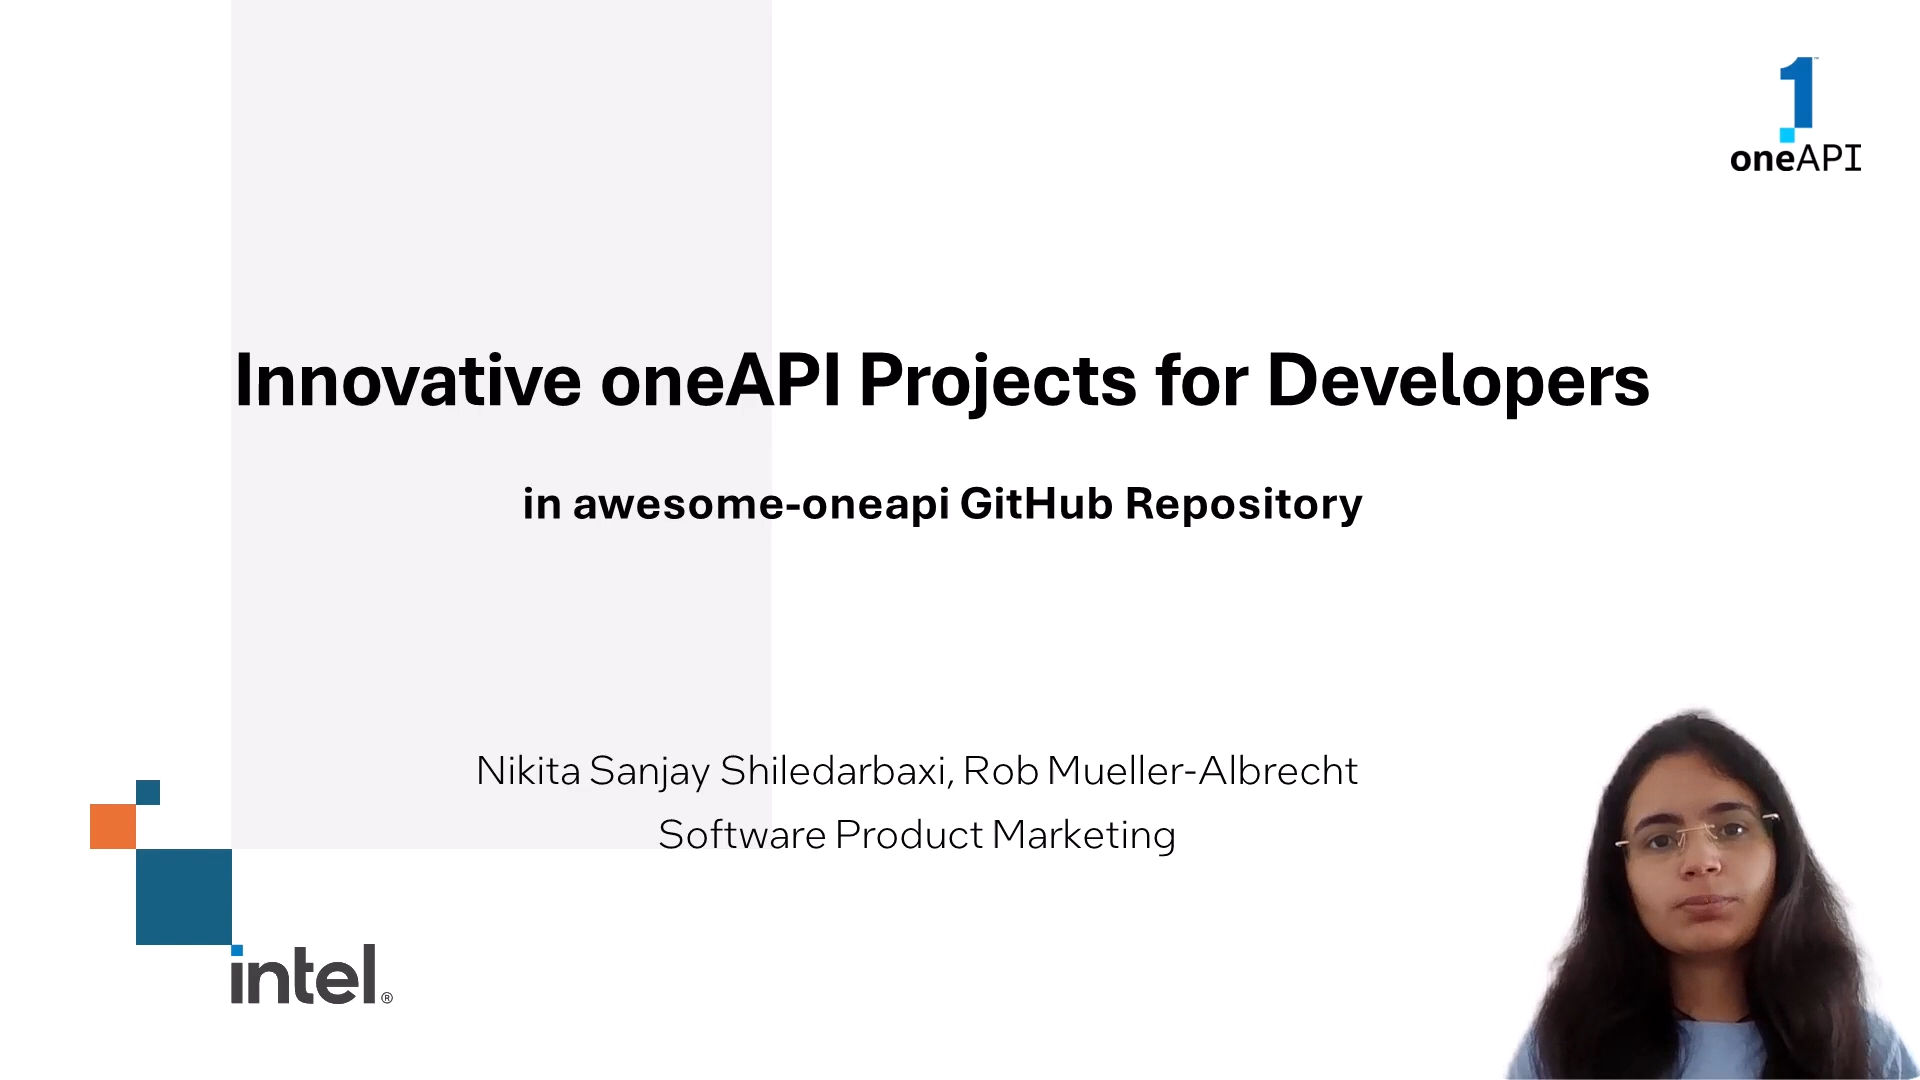 1
oneAPI
Innovative oneAPI Projects for Developers
in awesome-oneapi GitHub Repository
Nikita Sanjay Shiledarbaxi, Rob Mueller-Albrecht
Software Product Marketing
intel®